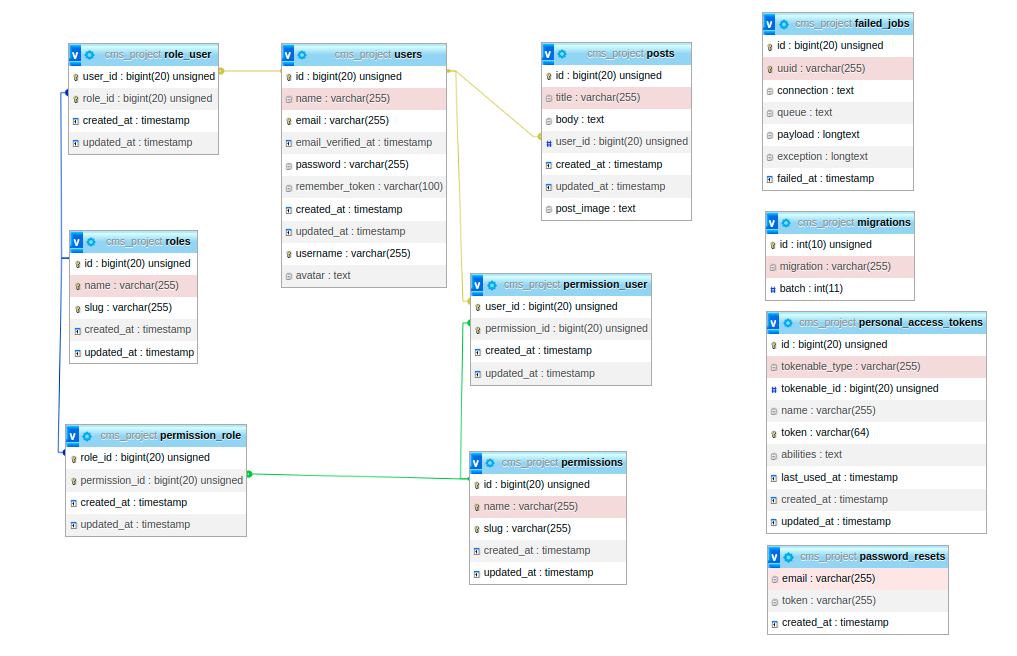 cms_project role_user
user_id : bigint(20) unsigned
role_id : bigint(20) unsigned
created_at : timestamp
updated_at : timestamp
cms_project users
id : bigint(20) unsigned
name : varchar(255)
email : varchar(255)
email_verified_at : timestamp
password : varchar(255)
remember_token : varchar(100)
created_at : timestamp
updated_at : timestamp
username : varchar(255)
avatar : text
cms_project posts
id : bigint(20) unsigned
title : varchar(255)
body : text
user_id : bigint(20) unsigned
created_at : timestamp
updated_at : timestamp
post_image : text
cms_project failed_jobs
id : bigint(20) unsigned
uuid : varchar(255)
connection : text
queue : text
payload : longtext
exception : longtext
failed_at : timestamp
cms_project roles
id : bigint(20) unsigned
name : varchar(255)
slug : varchar(255)
created_at : timestamp
updated_at : timestamp
cms_project permission_user
user_id : bigint(20) unsigned
permission_id : bigint(20) unsigned
created_at : timestamp
updated_at : timestamp
cms_project migrations
id : int(10) unsigned
migration : varchar(255)
batch : int(11)
cms_project personal_access_tokens
id : bigint(20) unsigned
tokenable_type : varchar(255)
tokenable_id : bigint(20) unsigned
name : varchar(255)
token : varchar(64)
abilities : text
last_used_at : timestamp
created_at : timestamp
updated_at : timestamp
cms_project permission_role
role_id : bigint(20) unsigned
permission_id : bigint(20) unsigned
created_at : timestamp
updated_at : timestamp
cms_project permissions
id : bigint(20) unsigned
name : varchar(255)
slug : varchar(255)
created_at : timestamp
updated_at : timestamp
cms_project password_resets
email : varchar(255)
token : varchar(255)
created_at : timestamp